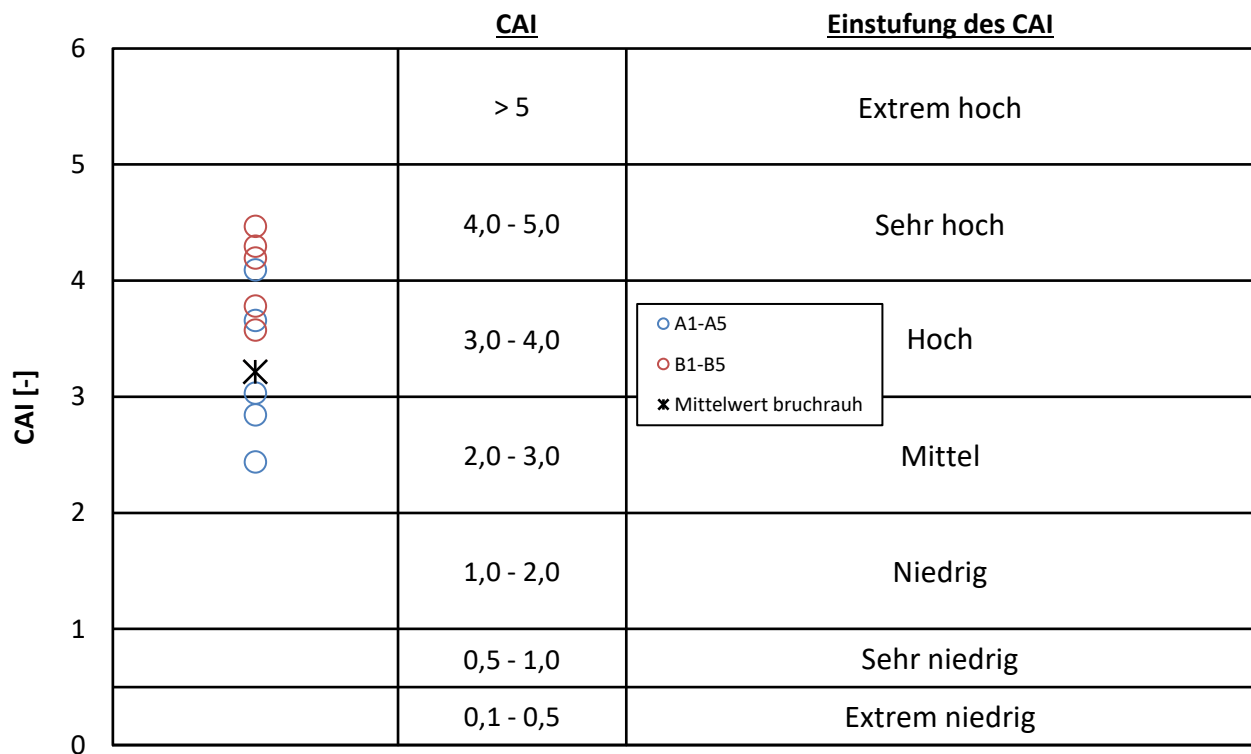 CAI Einstufung des CAI
6
> 5 Extrem hoch
5
4,0 - 5,0 Sehr hoch
4
A1-A5
3,0 - 4,0 Hoch
B1-B5
CAI [-]
3
Mittelwert bruchrauh
2,0 - 3,0 Mittel
2
1,0 - 2,0 Niedrig
1
0,5 - 1,0 Sehr niedrig
0,1 - 0,5 Extrem niedrig
0